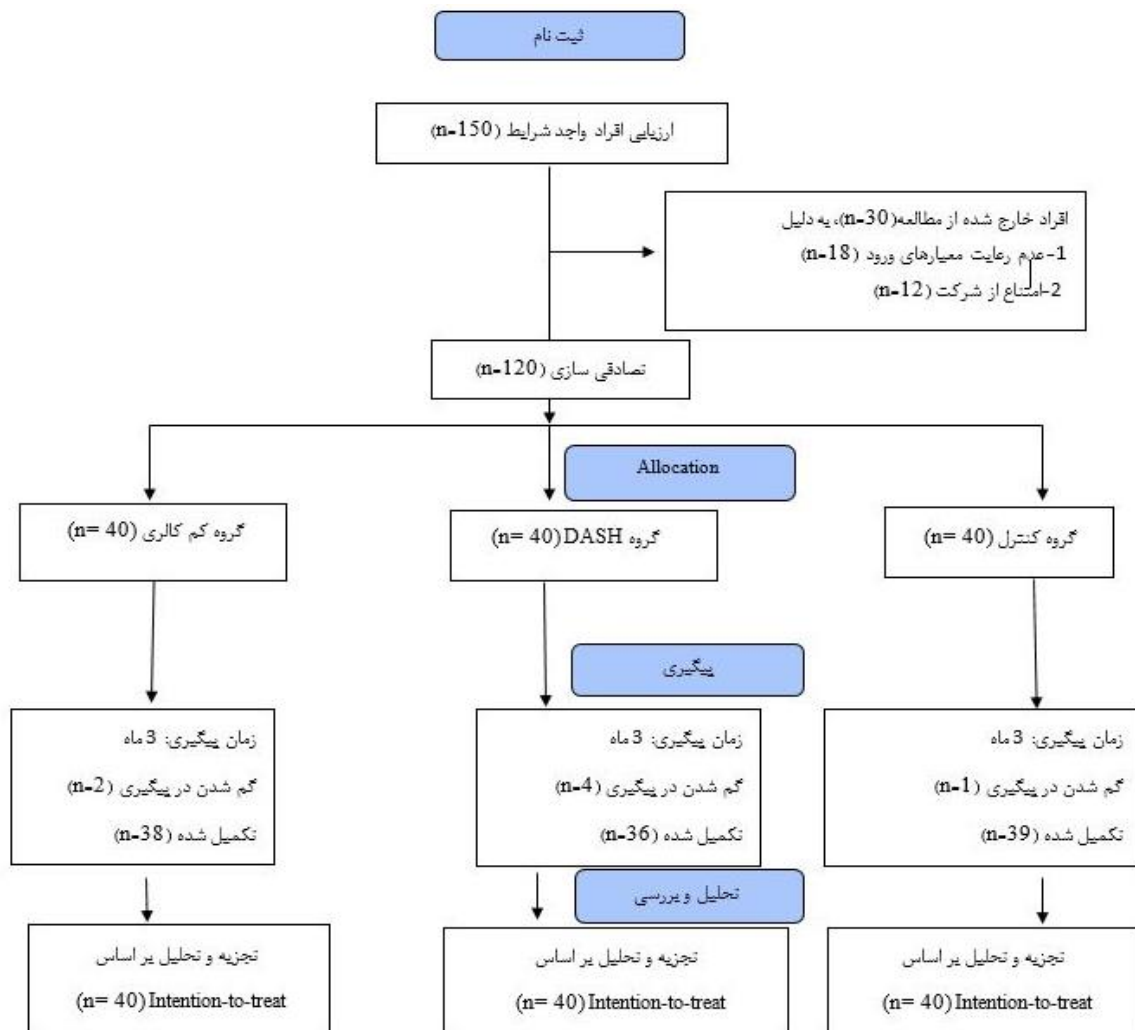 ثبت نام
ارزیابی افراد واجد شرایط (n=150)
افراد خارج شده از مطالعه(n=30)، به دلیل
1-عدم رعایت معیارهای ورود (n=18)
2-امتناع از شرکت (n=12)
تصادقی سازی (n=120)
Allocation
گروه کنترل (n= 40)
گروه DASH (n= 40)
گروه کم کالری (n= 40)
پیگیری
زمان پیگیری: 3 ماه
گم شدن در پیگیری (n=1)
تکمیل شده (n=39)
زمان پیگیری: 3 ماه
گم شدن در پیگیری (n=4)
تکمیل شده (n=36)
زمان پیگیری: 3 ماه
گم شدن در پیگیری (n=2)
تکمیل شده (n=38)
تحلیل و بررسی
تجزیه و تحلیل بر اساس
Intention-to-treat (n= 40)
تجزیه و تحلیل بر اساس
Intention-to-treat (n= 40)
تجزیه و تحلیل بر اساس
Intention-to-treat (n= 40)